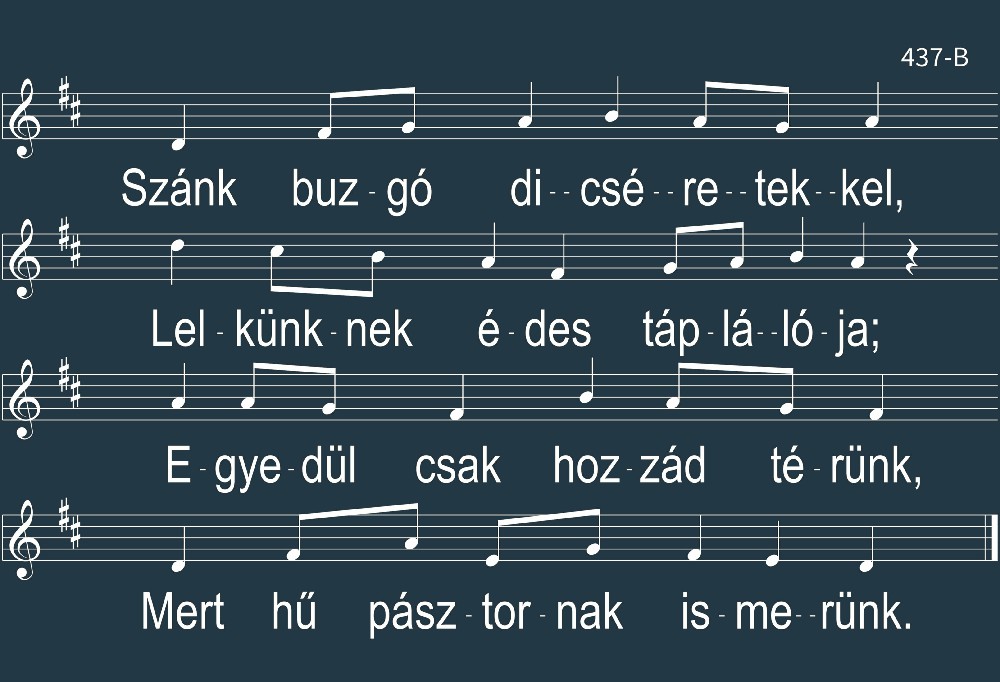 437-B
Szánk buz - gó di - - csé - - re - - tek - - kel,
Lel - künk - nek é - des táp - lá - - ló - ja;
E - gye - dül csak hoz - zád té - rünk,
Mert hű pász - tor - nak is - me - - rünk.